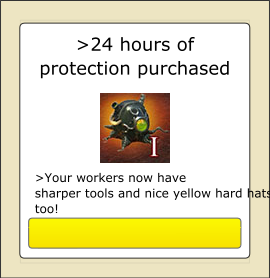 >24 hours of
protection purchased
I
>Your workers now have
sharper tools and nice yellow hard hats
too!